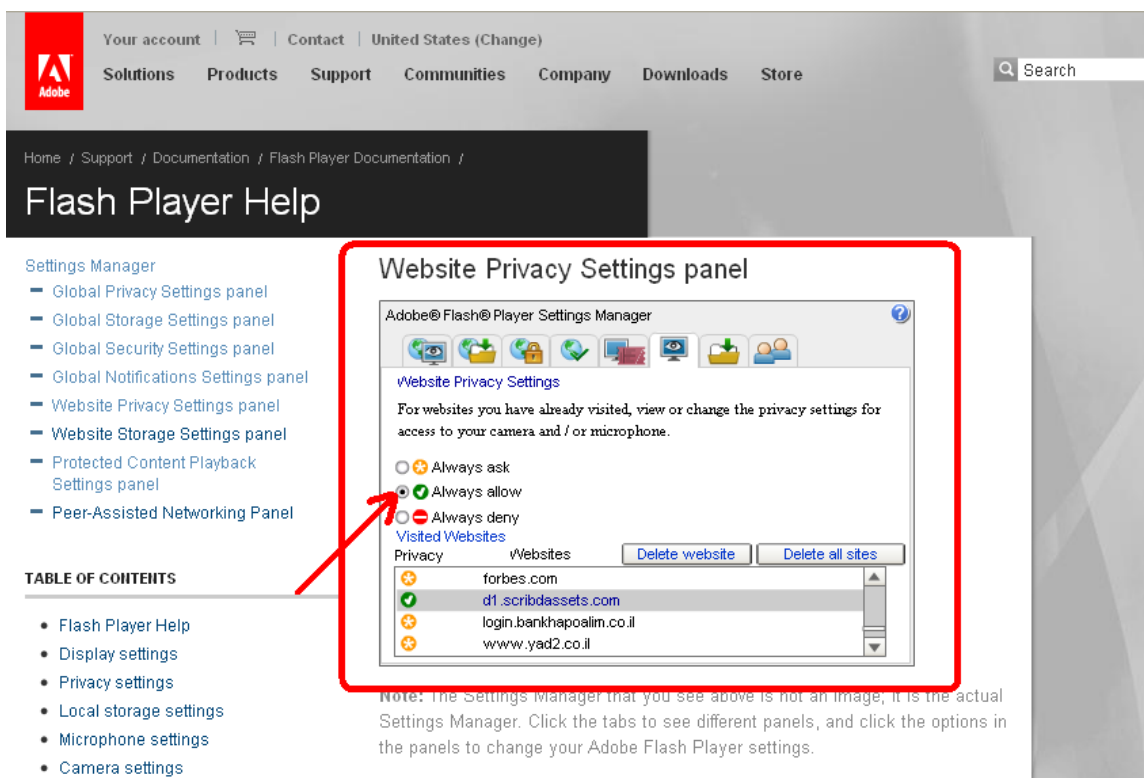 Your account | | Contact | United States (Change)
Adobe
Solutions Products Support Communities Company Downloads Store
Search
Home / Support / Documentation / Flash Player Documentation /
Flash Player Help
Settings Manager
Global Privacy Settings panel
Global Storage Settings panel
Global Security Settings panel
Global Notifications Settings panel
Website Privacy Settings panel
Website Storage Settings panel
Protected Content Playback
Settings panel
Peer-Assisted Networking Panel
TABLE OF CONTENTS
Flash Player Help
Display settings
Privacy settings
Local storage settings
Microphone settings
Camera settings
Website Privacy Settings panel
Adobe® Flash® Player Settings Manager
?
Website Privacy Settings
For websites you have already visited, view or change the privacy settings for
access to your camera and / or microphone.
Always ask
Always allow
Always deny
Visited Websites
Privacy Websites Delete website Delete all sites
forbes.com
d1.scribdassets.com
login.bankhapoalim.co.il
www.yad2.co.il
Note: The Settings Manager that you see above is not an image; it is the actual
Settings Manager. Click the tabs to see different panels, and click the options in
the panels to change your Adobe Flash Player settings.